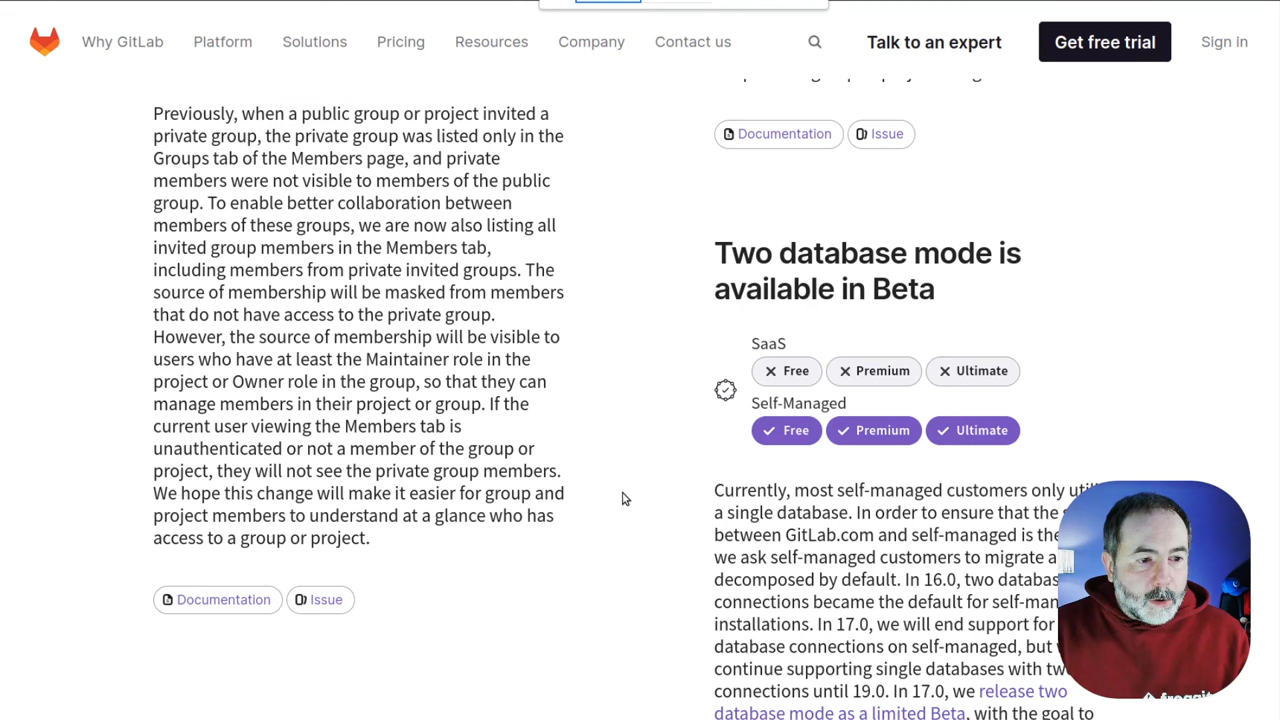 Why GitLab
Platform
Solutions
Pricing
Resources
Company
Contact us
Talk to an expert
Get free trial
Sign in
Previously, when a public group or project invited a
private group, the private group was listed only in the
Groups tab of the Members page, and private
members were not visible to members of the public
group. To enable better collaboration between
members of these groups, we are now also listing all
invited group members in the Members tab,
including members from private invited groups. The
source of membership will be masked from members
that do not have access to the private group.
However, the source of membership will be visible to
users who have at least the Maintainer role in the
project or Owner role in the group, so that they can
manage members in their project or group. If the
current user viewing the Members tab is
unauthenticated or not a member of the group or
project, they will not see the private group members.
We hope this change will make it easier for group and
project members to understand at a glance who has
access to a group or project.
Documentation
Issue
Documentation
Issue
Two database mode is
available in Beta
SaaS
Free
Premium
Ultimate
Self-Managed
Free
Premium
Ultimate
Currently, most self-managed customers only
a single database. In order to ensure that the
between GitLab.com and self-managed is the
we ask self-managed customers to migrate
decomposed by default. In 16.0, two
connections became the default for
installations. In 17.0, we will end support for
database connections on self-managed, but
continue supporting single databases with
connections until 19.0. In 17.0, we release two
database mode as a limited Beta, with the goal to